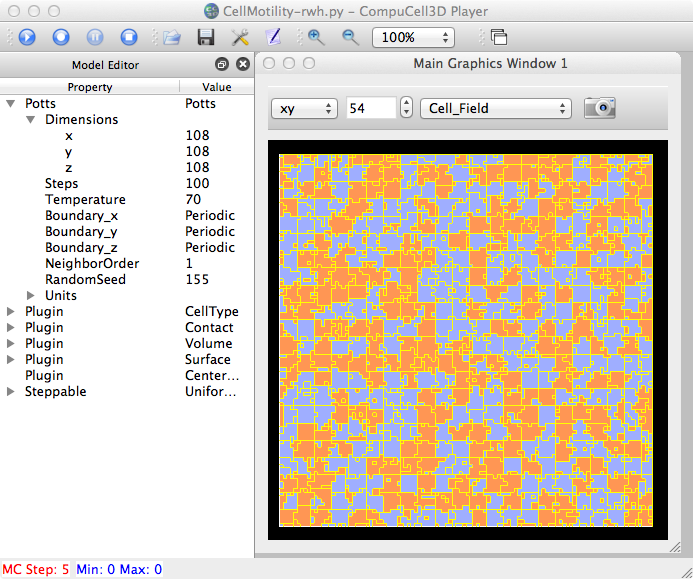 CellMotility-rwh.py - CompuCell3D Player
100%
Model Editor
Main Graphics Window 1
Property Value
xy 54 Cell_Field
Potts Potts
Dimensions
x 108
y 108
z 108
Steps 100
Temperature 70
Boundary_x Periodic
Boundary_y Periodic
Boundary_z Periodic
NeighborOrder 1
RandomSeed 155
Units
Plugin CellType
Plugin Contact
Plugin Volume
Plugin Surface
Plugin Center...
Steppable Unifor...
MC Step: 5 Min: 0 Max: 0